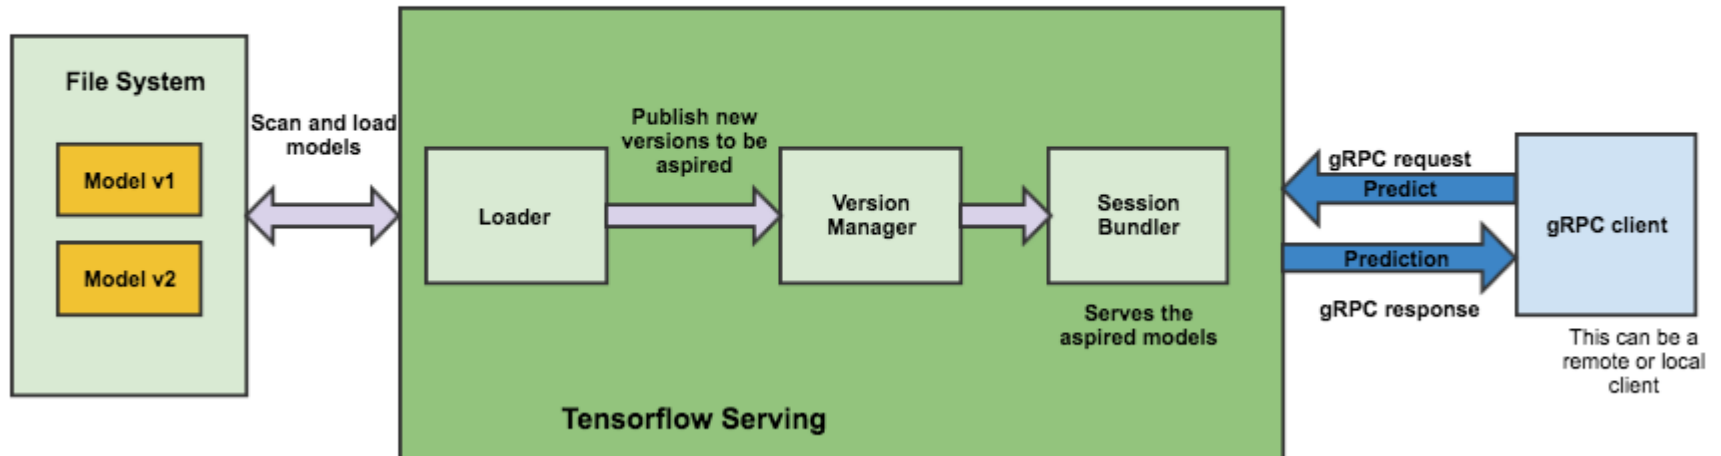 File System
Model v1
Model v2
Scan and load
models
Loader
Publish new
versions to be
aspired
Version
Manager
Session
Bundler
Serves the
aspired models
Tensorflow Serving
gRPC request
Predict
Prediction
gRPC response
gRPC client
This can be a
remote or local
client